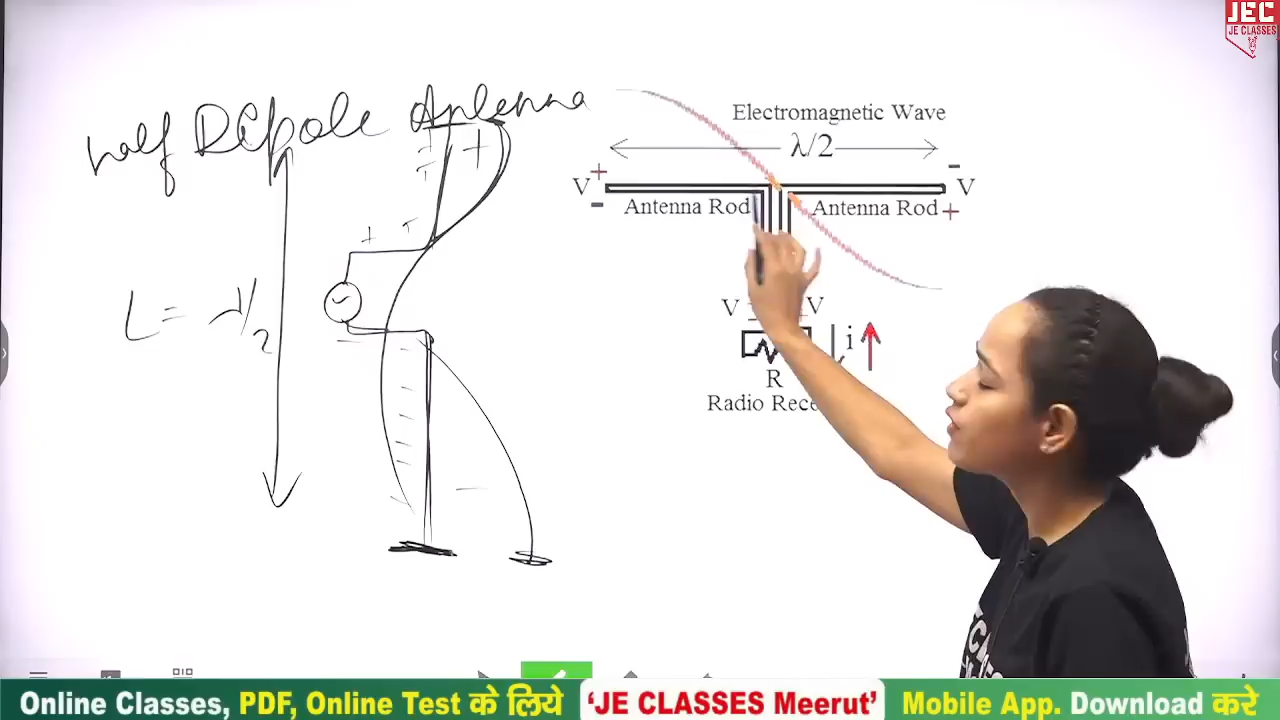 JEC
JE CLASSES
Half Dipole Antenna
L = λ/2
Electromagnetic Wave
λ/2
V + - V
- +
Antenna Rod Antenna Rod
V V
i
R
Radio Rece
Online Classes, PDF, Online Test के लिये 'JE CLASSES Meerut' Mobile App. Download करे